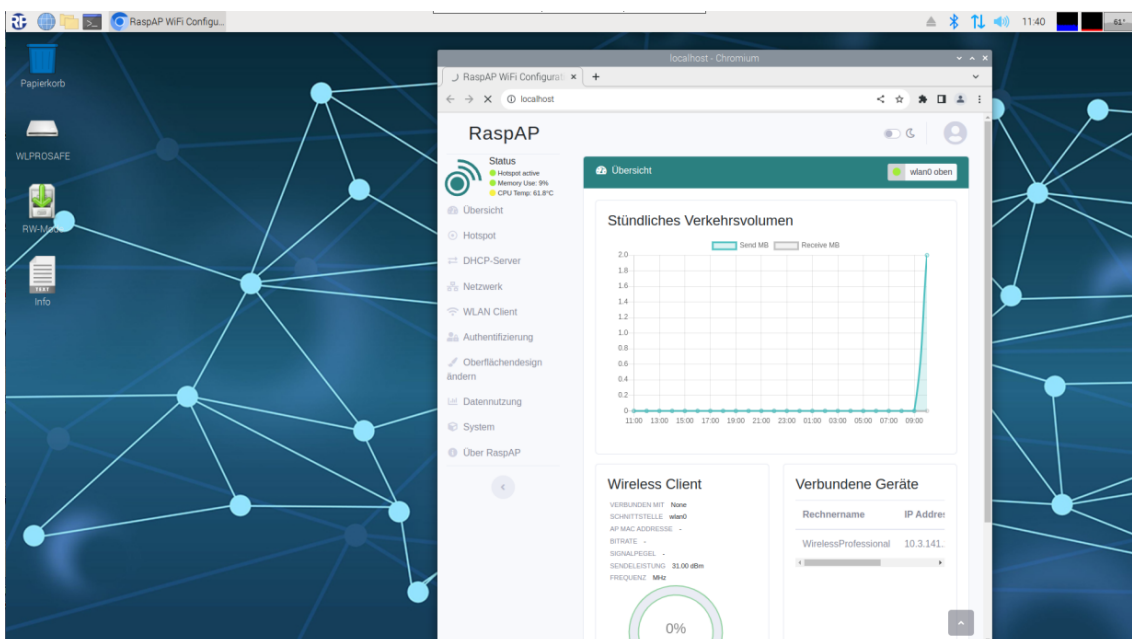 RaspAP WiFi Configu...
11:40
61°
Papierkorb
WLPROSAFE
Info
localhost - Chromium
RaspAP WiFi Configurati
localhost
RaspAP
Status
Hotspot active
Memory Use: 9%
CPU Temp: 61.8°C
Übersicht
Hotspot
DHCP-Server
Netzwerk
WLAN Client
Authentifizierung
Oberflächendesign
ändern
Datennutzung
System
Über RaspAP
Übersicht
wlan0 oben
Stündliches Verkehrsvolumen
Send MB Receive MB
2.0
1.8
1.6
1.4
1.2
1.0
0.8
0.6
0.4
0.2
0
11:00 13:00 15:00 17:00 19:00 21:00 23:00 01:00 03:00 05:00 07:00 09:00
Wireless Client
VERBUNDEN MIT None
SCHNITTSTELLE wlan0
AP MAC ADDRESSE -
BITRATE -
SIGNALPEGEL -
SENDELEISTUNG 31.00 dBm
FREQUENZ MHz
0%
Verbundene Geräte
Rechnername IP Addre
WirelessProfessional 10.3.141.